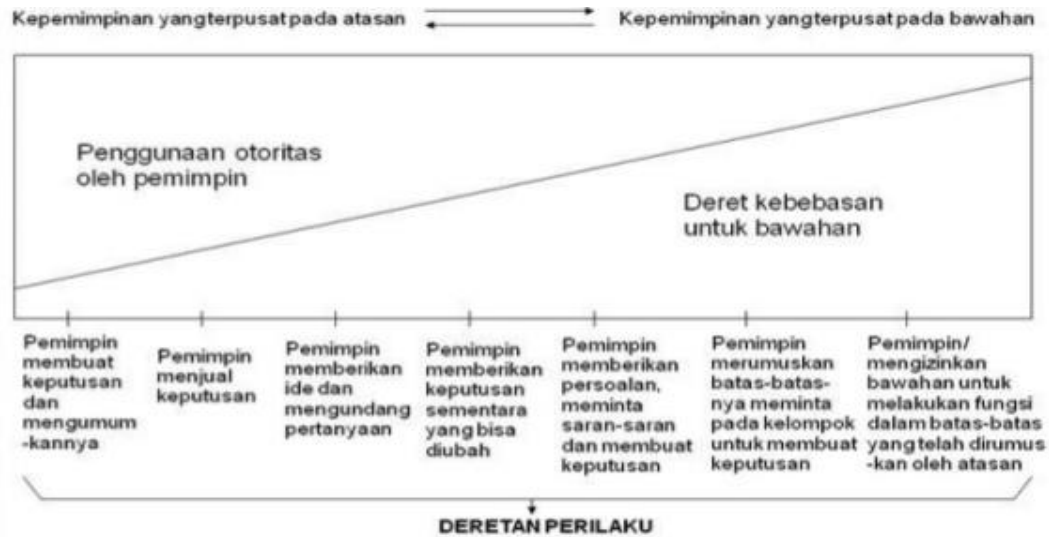 Kepemimpinan yangterpusat pada atasan
Kepemimpinan yangterpusat pada bawahan
Penggunaan otoritas
oleh pemimpin
Deret kebebasan
untuk bawahan
Pemimpin
membuat
keputusan
dan
mengumum
-kannya
Pemimpin
menjual
keputusan
Pemimpin
memberikan
ide dan
mengundang
pertanyaan
Pemimpin
memberikan
keputusan
sementara
yang bisa
diubah
Pemimpin
memberikan
persoalan,
meminta
saran-saran
dan membuat
keputusan
Pemimpin
merumuskan
batas-batas-
nya meminta
pada kelompok
untuk membuat
keputusan
Pemimpin/
mengizinkan
bawahan untuk
melakukan fungsi
dalam batas-batas
yang telah dirumus
-kan oleh atasan
DERETAN PERILAKU